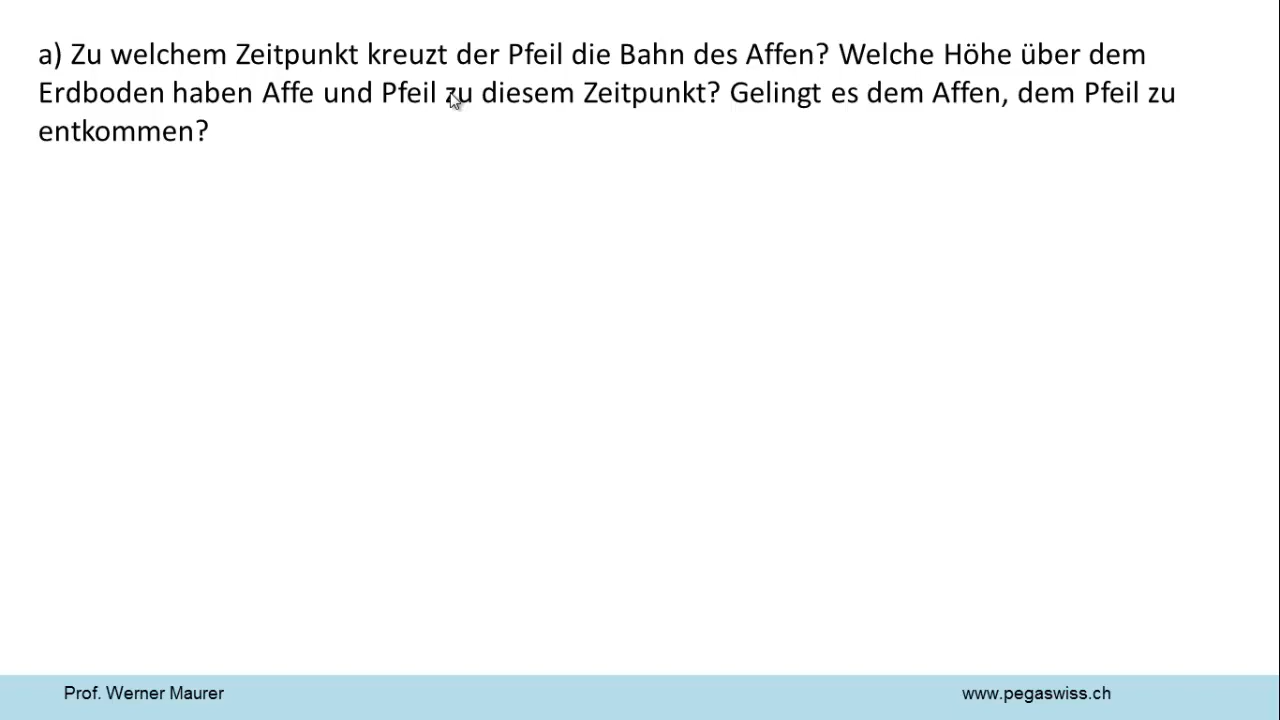 a) Zu welchem Zeitpunkt kreuzt der Pfeil die Bahn des Affen? Welche Höhe über dem
Erdboden haben Affe und Pfeil zu diesem Zeitpunkt? Gelingt es dem Affen, dem Pfeil zu
entkommen?
Prof. Werner Maurer
www.pegaswiss.ch